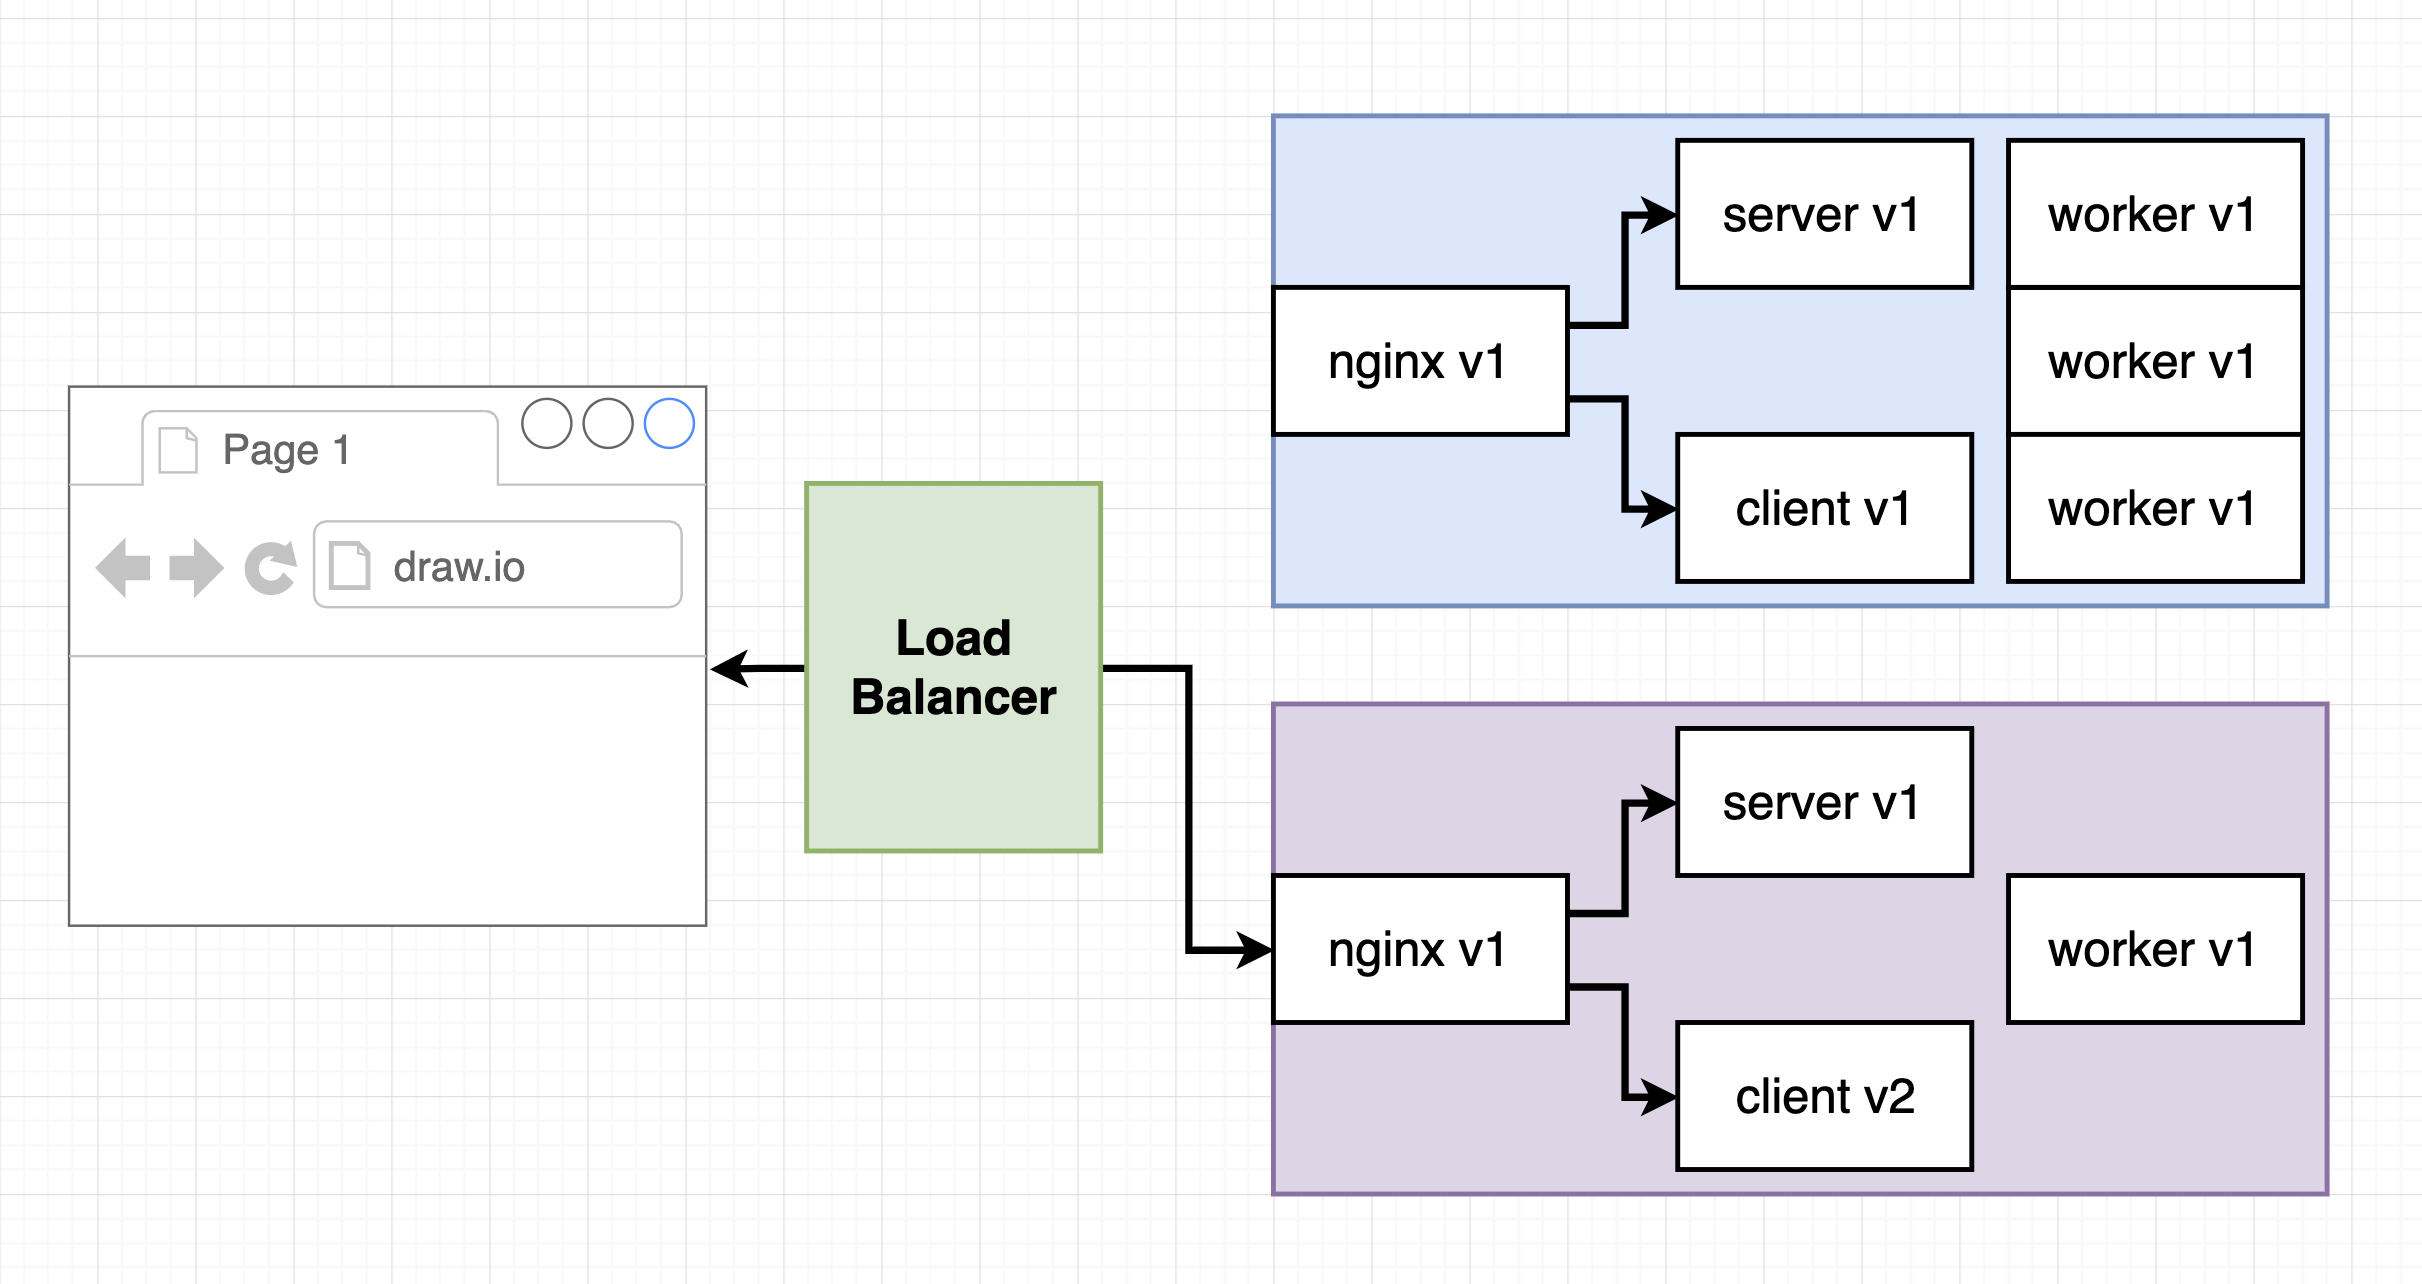 Page 1
draw.io
Load
Balancer
nginx v1
server v1
client v1
worker v1
worker v1
worker v1
nginx v1
server v1
client v2
worker v1